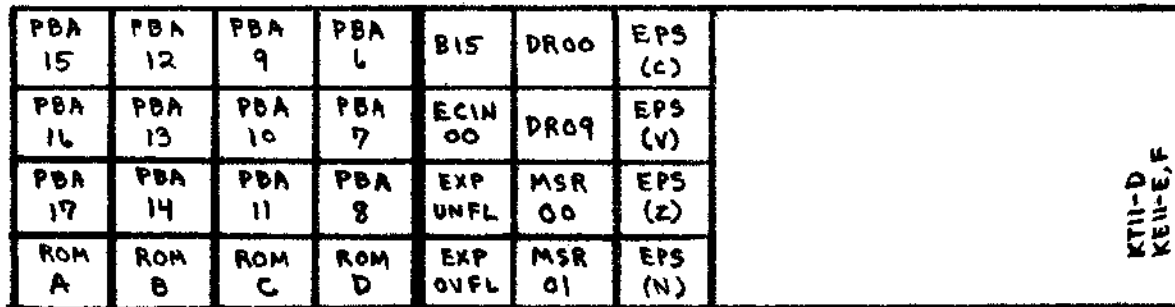 PBA PBA PBA PBA B15 DR00 EPS
15 12 9 6 (C)
PBA PBA PBA PBA ECIN DR09 EPS
16 13 10 7 00 (V)
PBA PBA PBA PBA EXP MSR EPS
17 14 11 8 UNFL 00 (Z)
ROM ROM ROM ROM EXP MSR EPS
A B C D OVFL 01 (N)
KT11-D
KE11-E,F